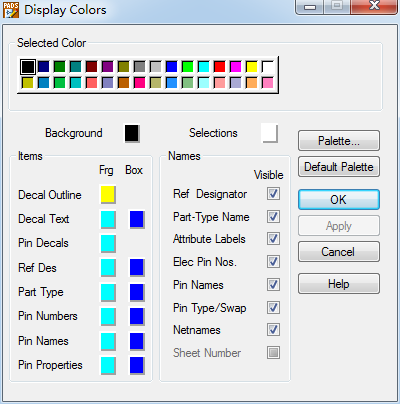 PADS Display Colors
Selected Color
Background
Selections
Palette...
Default Palette
OK
Apply
Cancel
Help
Items
Frg Box
Decal Outline
Decal Text
Pin Decals
Ref Des
Part Type
Pin Numbers
Pin Names
Pin Properties
Names
Visible
Ref Designator
Part-Type Name
Attribute Labels
Elec Pin Nos.
Pin Names
Pin Type/Swap
Netnames
Sheet Number